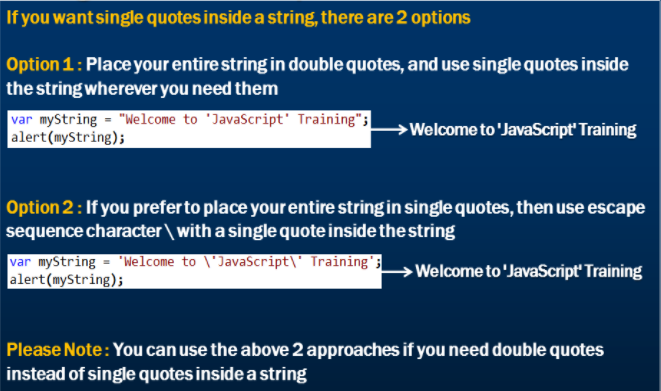 If you want single quotes inside a string, there are 2 options
Option 1 : Place your entire string in double quotes, and use single quotes inside
the string wherever you need them
var myString = "Welcome to 'JavaScript' Training";
alert(myString);
Welcome to 'JavaScript' Training
Option 2 : If you prefer to place your entire string in single quotes, then use escape
sequence character \ with a single quote inside the string
var myString = 'Welcome to \'JavaScript\' Training';
alert(myString);
Welcome to 'JavaScript' Training
Please Note : You can use the above 2 approaches if you need double quotes
instead of single quotes inside a string